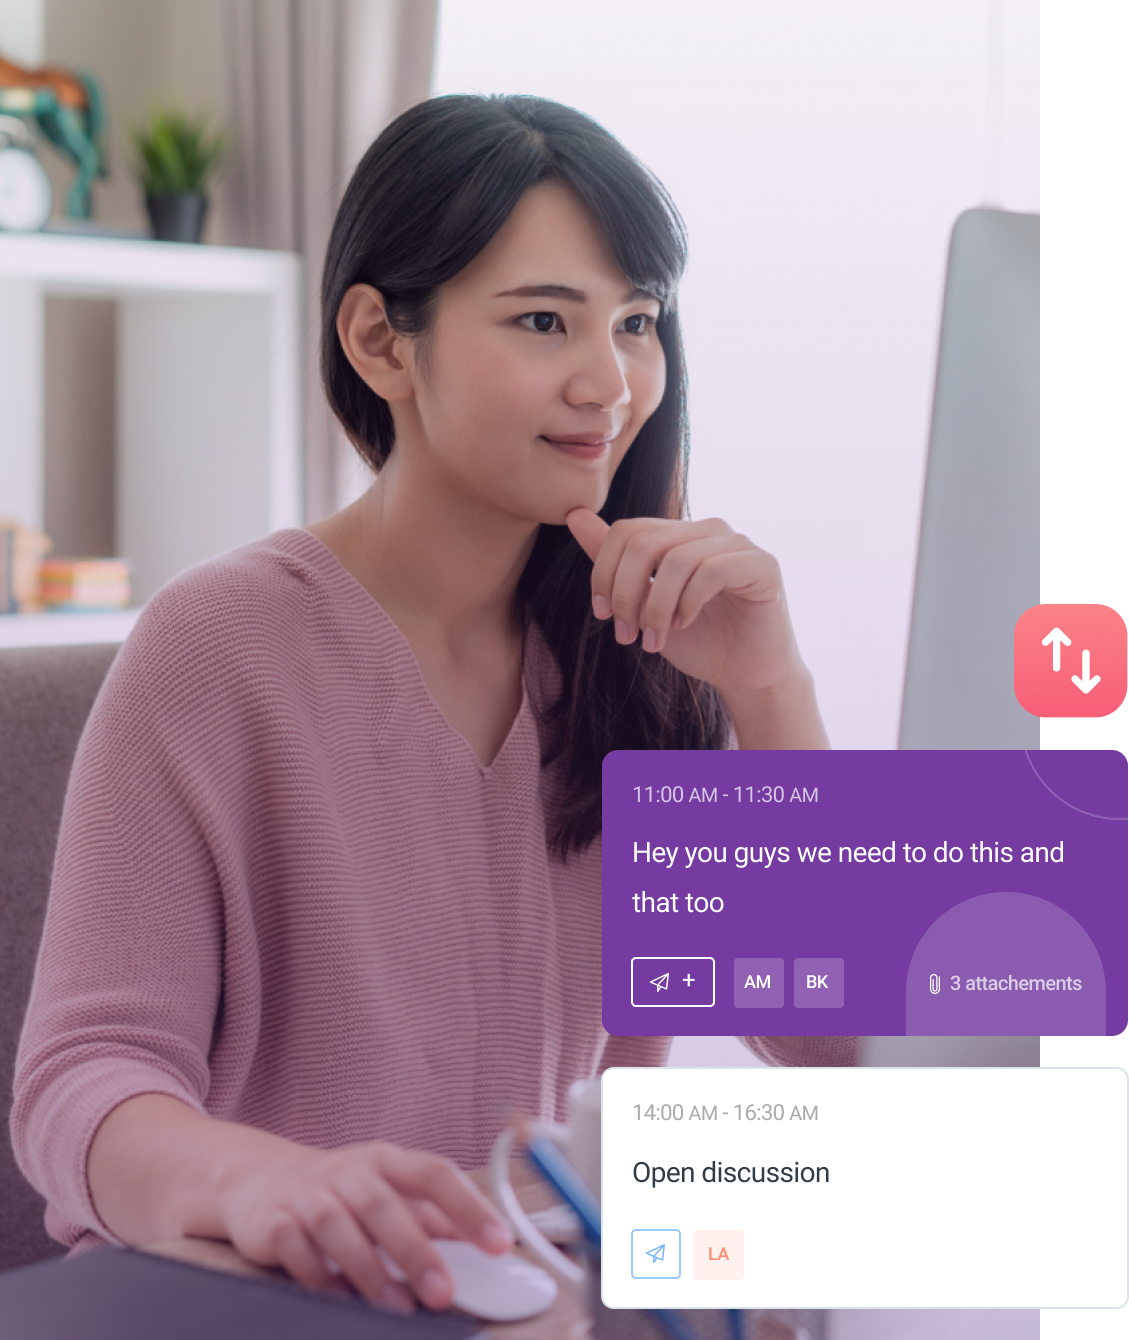 11:00 AM - 11:30 AM
Hey you guys we need to do this and
that too
+ AM BK 3 attachements
14:00 AM - 16:30 AM
Open discussion
LA